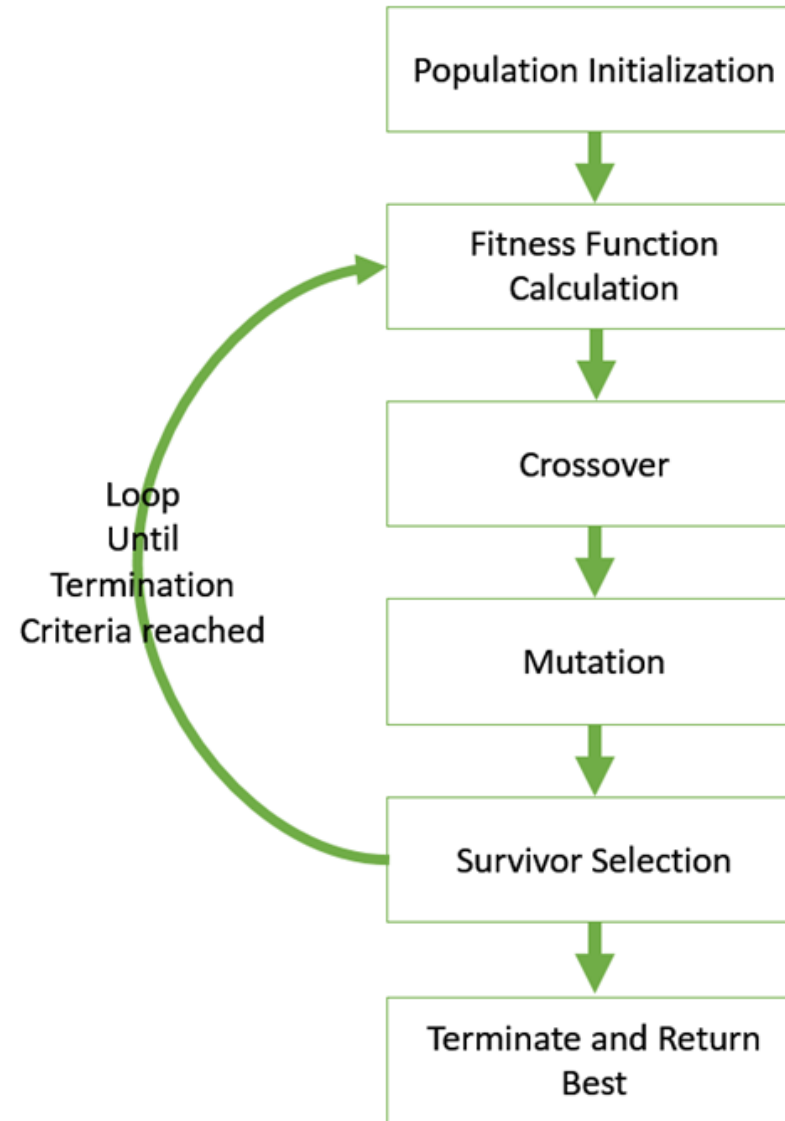 Population Initialization
Fitness Function
Calculation
Crossover
Loop
Until
Termination
Criteria reached
Mutation
Survivor Selection
Terminate and Return
Best